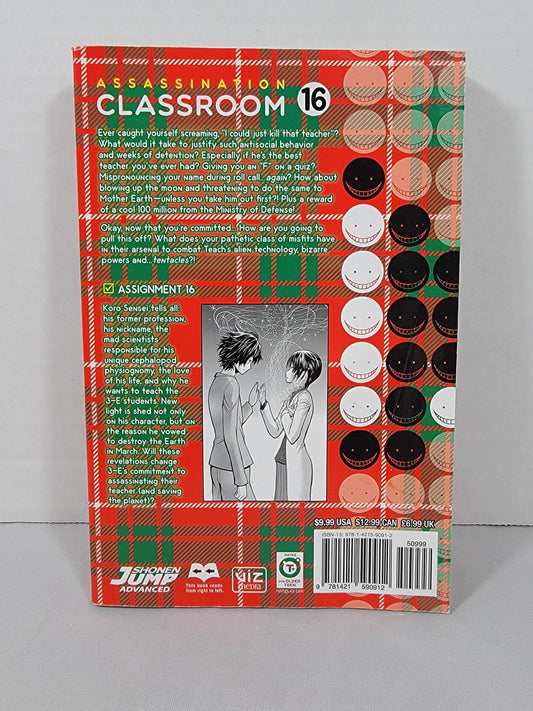 ASSASSINATION
CLASSROOM 16
Ever caught yourself screaming, "I could just kill that teacher"?
What would it take to justify such antisocial behavior
and weeks of detention? Especially if he's the best
teacher you've ever had? Giving you an "F" on a quiz?
Mispronouncing your name during roll call...again? How about
blowing up the moon and threatening to do the same to
Mother Earth—unless you take him out first?! Plus a reward
of a cool 100 million from the Ministry of Defense!
Okay, now that you're committed...How are you going to
pull this off? What does your pathetic class of misfits have
in their arsenal to combat Teach's alien technology, bizarre
powers and...tentacles?!
ASSIGNMENT 16
Koro Sensei tells all:
his former profession,
his nickname, the
mad scientists
responsible for his
unique cephalopod
physiognomy, the love
of his life, and why he
wants to teach the
3–E students. New
light is shed not only
on his character, but on
the reason he vowed
to destroy the Earth
in March. Will these
revelations change
3–E's commitment to
assassinating their
teacher (and saving
the planet)?
$9.99 USA $12.99 CAN £6.99 UK
ISBN-13: 978-1-4215-9091-2
50999
9 781421 590912
SHONEN
JUMP
ADVANCED
This book reads
from right to left.
VIZ
media
RATED
T+
FOR OLDER
TEEN